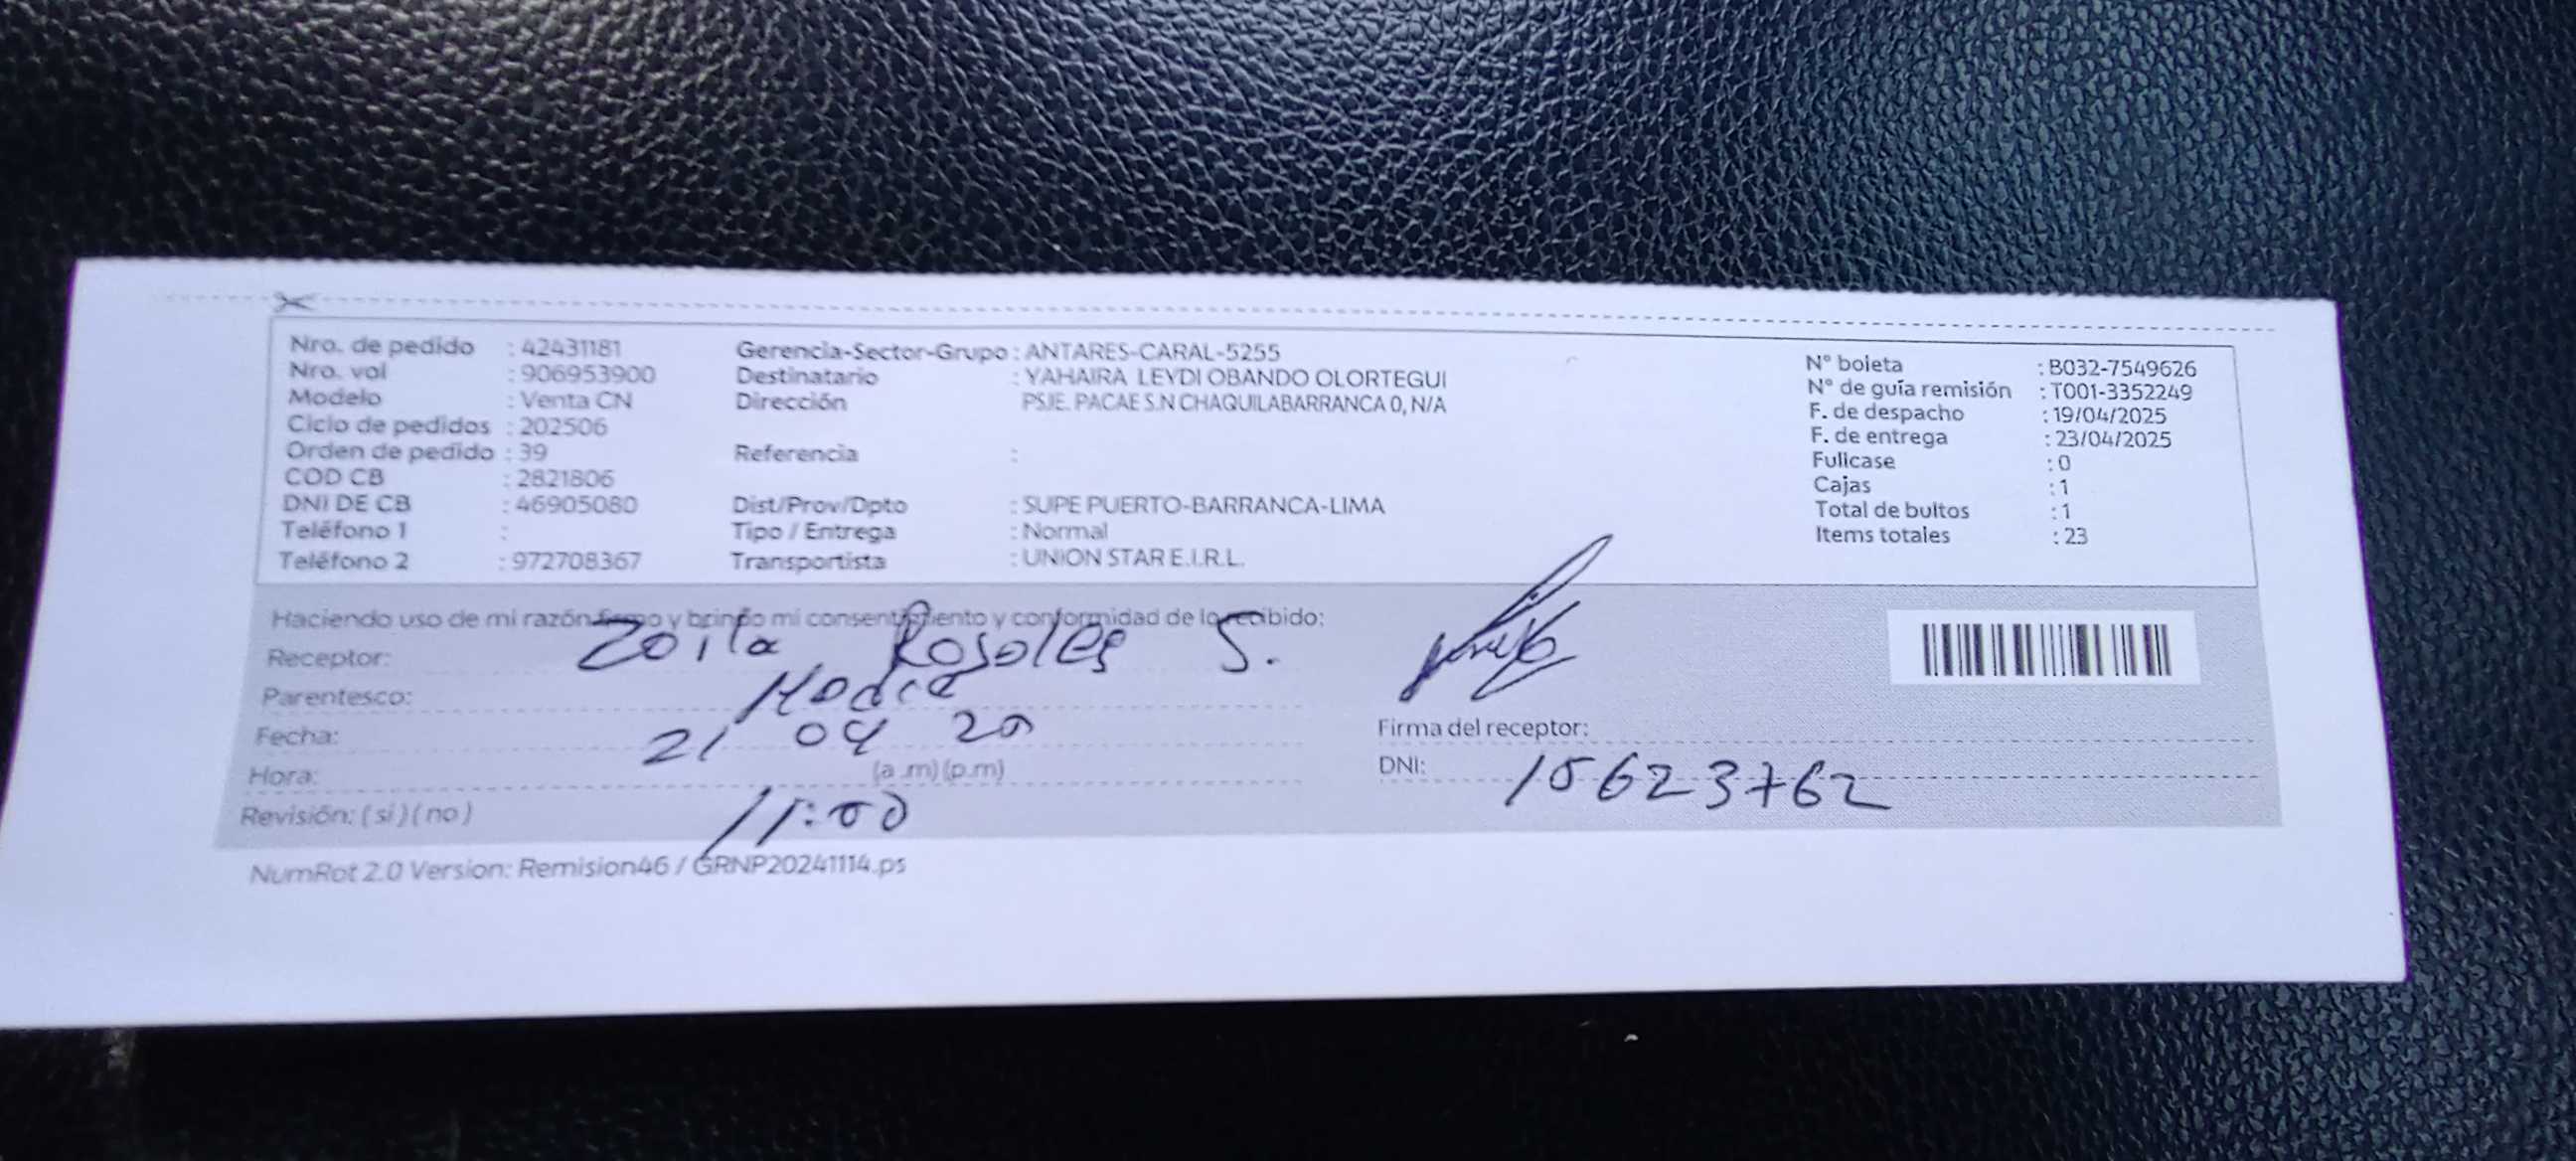 Nro. de pedido : 42431181
Nro. vol : 906953900
Modelo : Venta CN
Ciclo de pedidos : 202506
Orden de pedido : 39
COD CB : 2821806
DNI DE CB : 46905080
Teléfono 1 :
Teléfono 2 : 972708367
Gerencia-Sector-Grupo : ANTARES-CARAL-5255
Destinatario : YAHAIRA LEYDI OBANDO OLORTEGUI
Dirección PSJE. PACAE S.N CHAQUILABARRANCA 0, N/A
Referencia :
Dist/Prov/Dpto : SUPE PUERTO-BARRANCA-LIMA
Tipo / Entrega : Normal
Transportista : UNION STAR E.I.R.L.
N° boleta : B032-7549626
N° de guía remisión : T001-3352249
F. de despacho : 19/04/2025
F. de entrega : 23/04/2025
Fullcase : 0
Cajas : 1
Total de bultos : 1
Items totales : 23
Haciendo uso de mi razón firmo y brindo mi consentimiento y conformidad de lo recibido:
Receptor: Zoila Rosales S.
Parentesco:
Fecha: 21 04
Hora: 11:00 (a.m) (p.m)
Revisión: ( si ) ( no )
Firma del receptor:
DNI: 15623762
NumRot 2.0 Version: Remision46 / GRNP20241114.ps